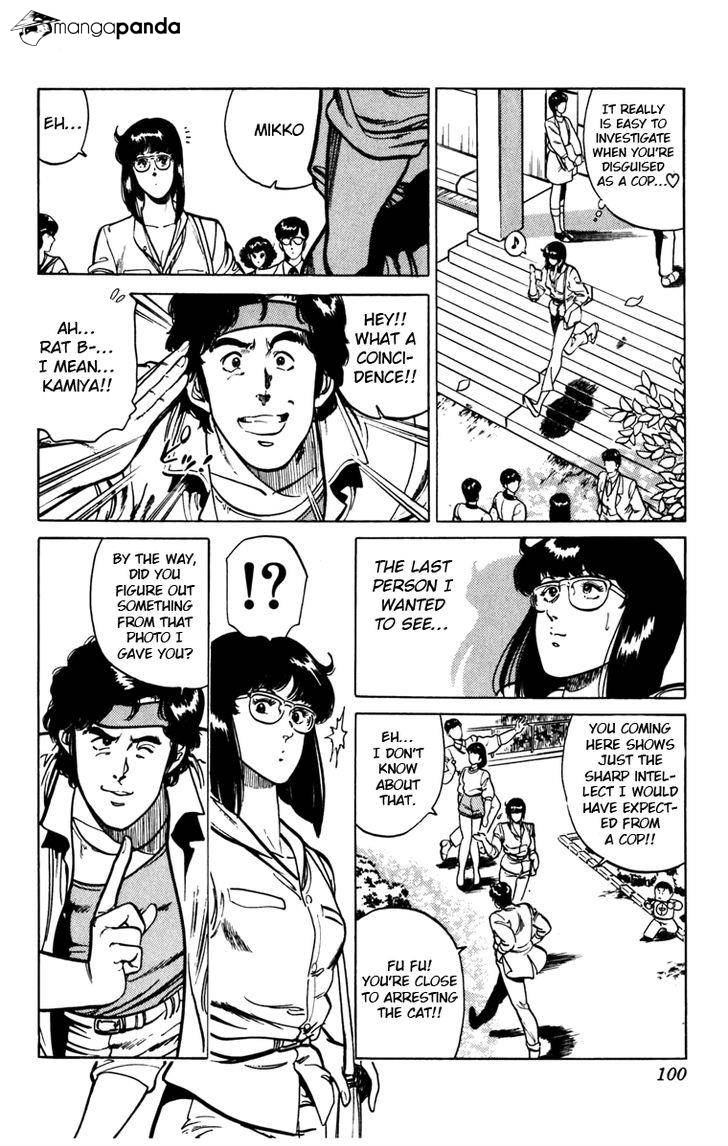 mangapanda
IT REALLY
IS EASY TO
INVESTIGATE
WHEN YOU'RE
DISGUISED
AS A COP...♡
♪
MIKKO
EH...
HEY!!
WHAT A
COINCI-
DENCE!!
AH...
RAT B-...
I MEAN...
KAMIYA!!
THE LAST
PERSON I
WANTED
TO SEE...
!?
BY THE WAY,
DID YOU
FIGURE OUT
SOMETHING
FROM THAT
PHOTO I
GAVE YOU?
YOU COMING
HERE SHOWS
JUST THE
SHARP INTEL-
LECT I WOULD
HAVE EXPECT-
ED FROM
A COP!!
EH...
I DON'T
KNOW
ABOUT
THAT.
FU FU!
YOU'RE CLOSE
TO ARRESTING
THE CAT!!
100